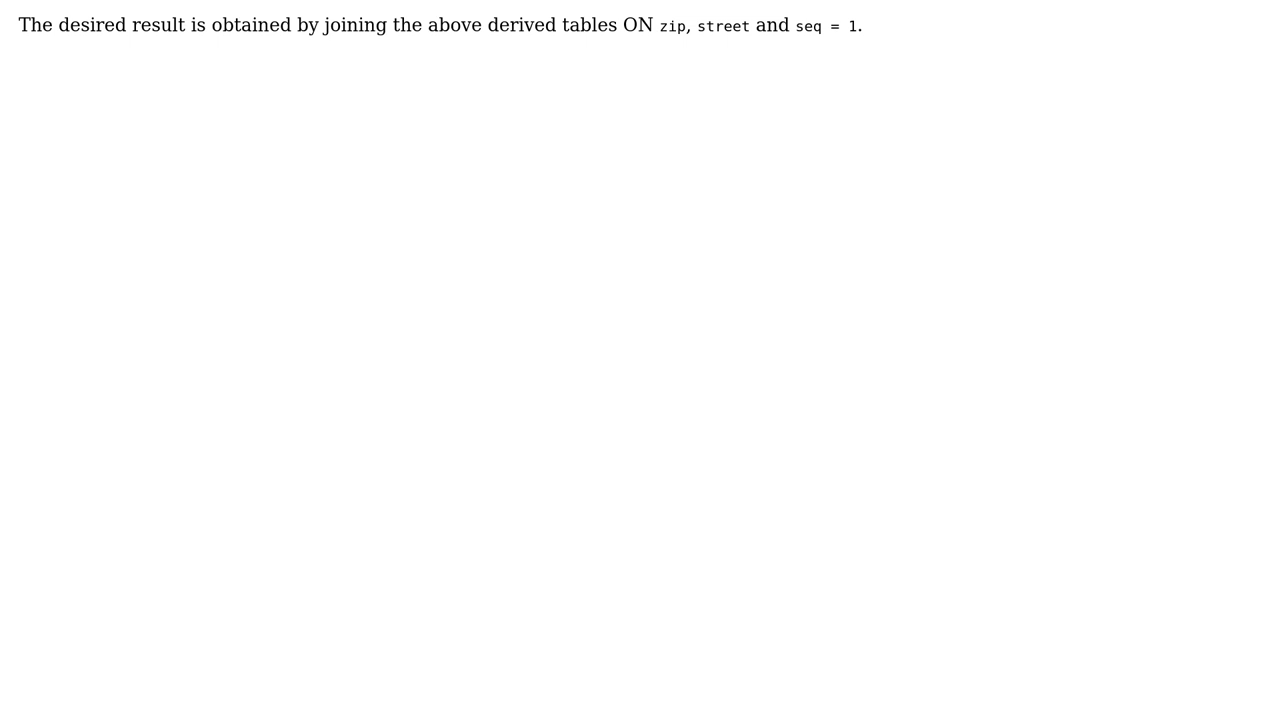 The desired result is obtained by joining the above derived tables ON zip, street and seq = 1.